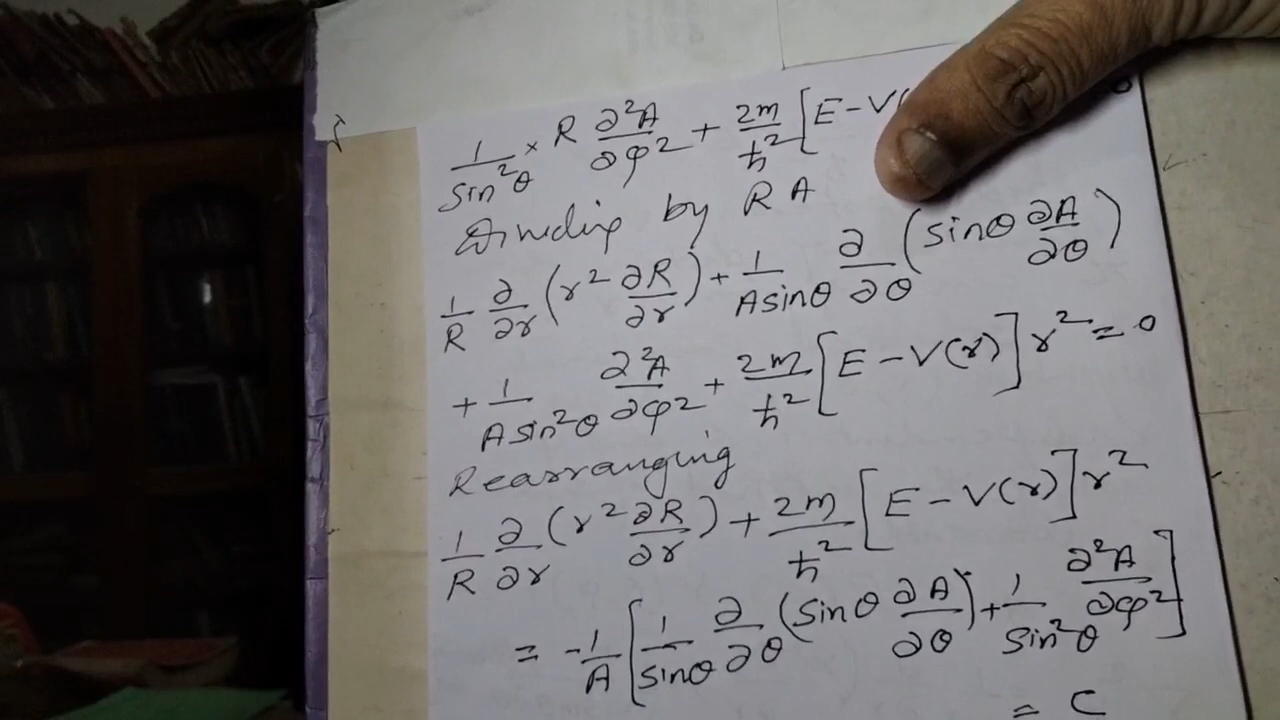 1/sin²θ × R ∂²A/∂φ² + 2m/ħ² [E - V(
Dividing by R A
1/R ∂/∂r (r² ∂R/∂r) + 1/A sinθ ∂/∂θ (sinθ ∂A/∂θ)
+ 1/A sin²θ ∂²A/∂φ² + 2m/ħ² [E - V(r)] r² = 0
Rearranging
1/R ∂/∂r (r² ∂R/∂r) + 2m/ħ² [E - V(r)] r²
= -1/A [1/sinθ ∂/∂θ (sinθ ∂A/∂θ) + 1/sin²θ ∂²A/∂φ²]
= C